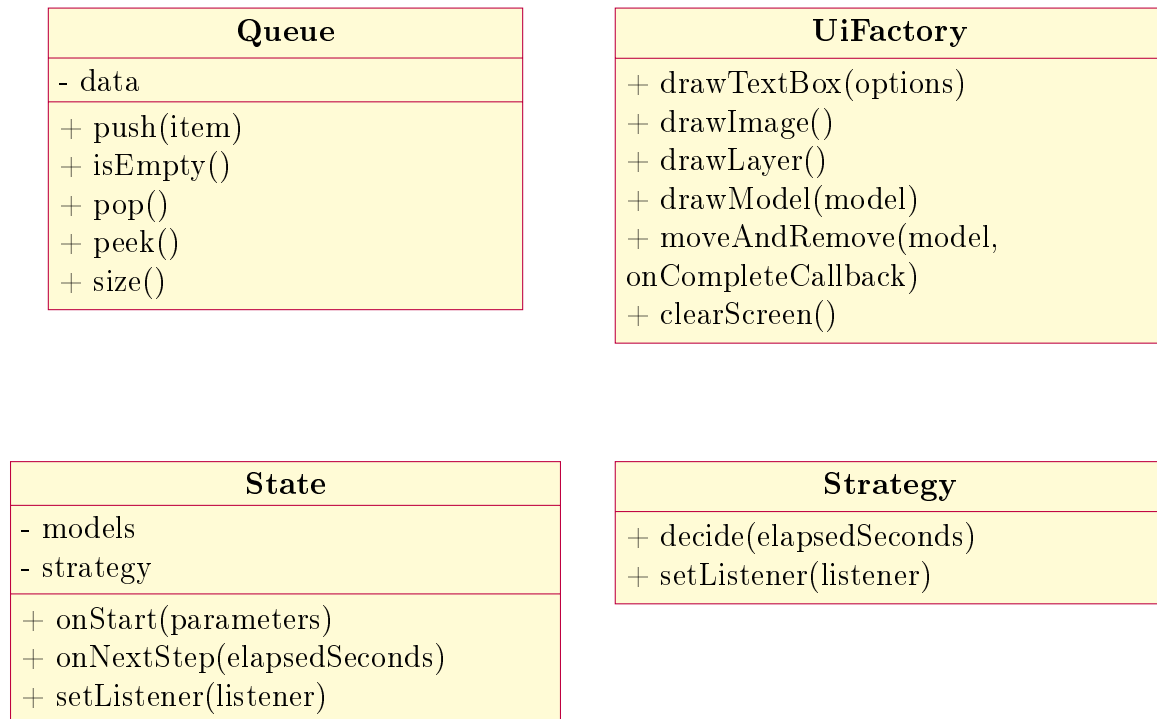 Queue
- data
+ push(item)
+ isEmpty()
+ pop()
+ peek()
+ size()
UiFactory
+ drawTextBox(options)
+ drawImage()
+ drawLayer()
+ drawModel(model)
+ moveAndRemove(model,
onCompleteCallback)
+ clearScreen()
State
- models
- strategy
+ onStart(parameters)
+ onNextStep(elapsedSeconds)
+ setListener(listener)
Strategy
+ decide(elapsedSeconds)
+ setListener(listener)